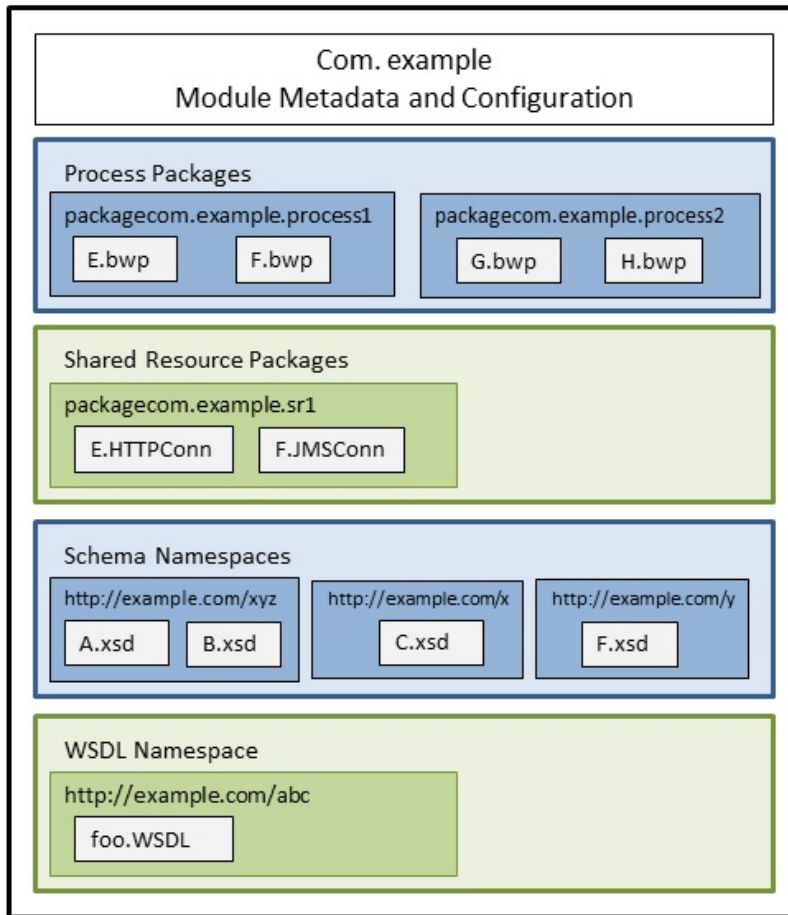 Com. example
Module Metadata and Configuration
Process Packages
packagecom.example.process1
E.bwp
F.bwp
packagecom.example.process2
G.bwp
H.bwp
Shared Resource Packages
packagecom.example.sr1
E.HTTPConn
F.JMSConn
Schema Namespaces
http://example.com/xyz
A.xsd
B.xsd
http://example.com/x
C.xsd
http://example.com/y
F.xsd
WSDL Namespace
http://example.com/abc
foo.WSDL